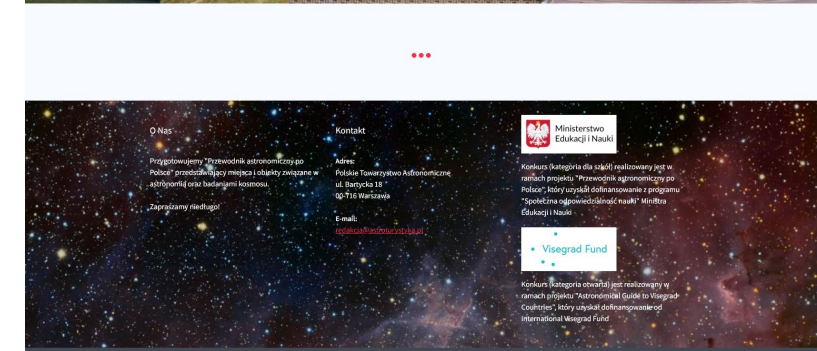 O Nas
Przygotowujemy "Przewodnik astronomiczny po
Polsce" przedstawiający miejsca i obiekty związane w
astronomią oraz badaniami kosmosu.
Zapraszamy niedługo!
Kontakt
Adres:
Polskie Towarzystwo Astronomiczne
ul. Bartycka 18
00-716 Warszawa
E-mail:
redakcja@astroturystyka.pl
Ministerstwo
Edukacji i Nauki
Konkurs (kategoria dla szkół) realizowany jest w
ramach projektu "Przewodnik astronomiczny po
Polsce", który uzyskał dofinansowanie z programu
"Społeczna odpowiedzialność nauki" Ministra
Edukacji i Nauki
Visegrad Fund
Konkurs (kategoria otwarta) jest realizowany w
ramach projektu "Astronomical Guide to Visegrad
Countries", który uzyskał dofinansowanie od
International Visegrad Fund